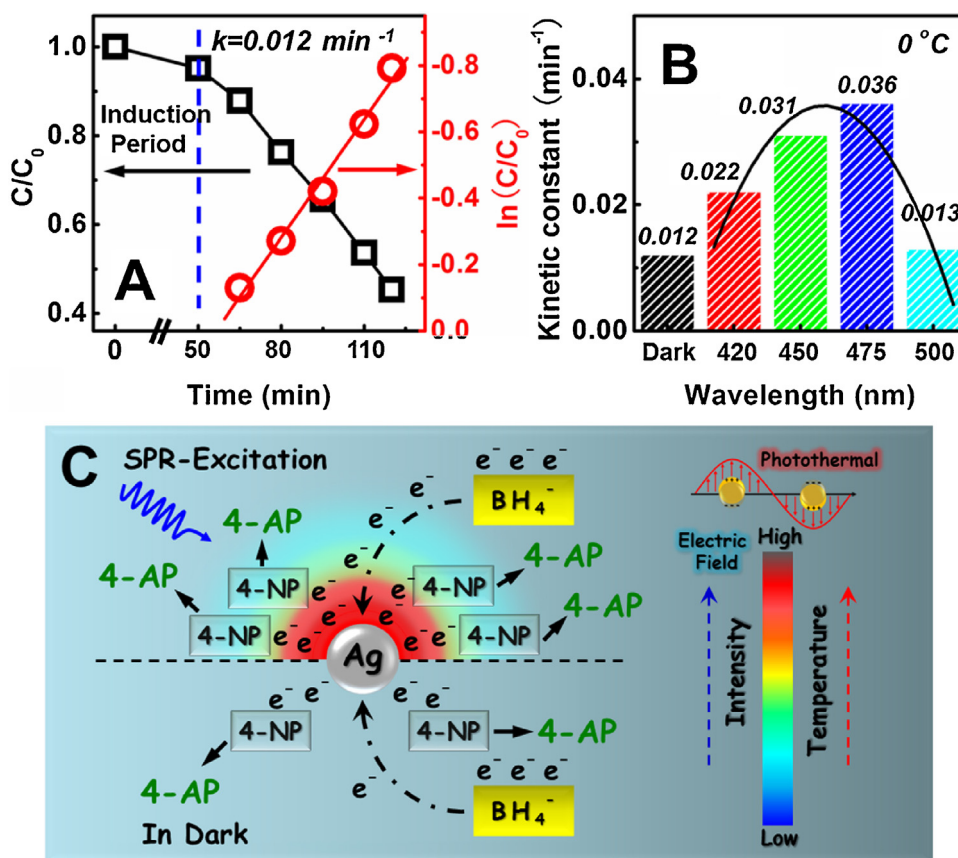 A
k=0.012 min⁻¹
Induction
Period
C/C₀
1.0
0.8
0.6
0.4
0
50
80
110
Time (min)
-0.8
-0.6
-0.4
-0.2
0.0
ln (C/C₀)
B
0 °C
Kinetic constant (min⁻¹)
0.04
0.02
0.00
0.012
0.022
0.031
0.036
0.013
Dark
420
450
475
500
Wavelength (nm)
C
SPR-Excitation
e⁻ e⁻ e⁻
BH₄⁻
e⁻
e⁻
4-AP
4-AP
4-AP
4-AP
4-NP
4-NP
4-NP
4-NP
e⁻ e⁻ e⁻ e⁻ e⁻ e⁻ e⁻ e⁻ e⁻ e⁻
Ag
e⁻ e⁻ e⁻ e⁻
4-NP
4-NP
4-AP
4-AP
e⁻
e⁻ e⁻ e⁻
BH₄⁻
In Dark
Photothermal
Electric
Field
High
Intensity
Temperature
Low